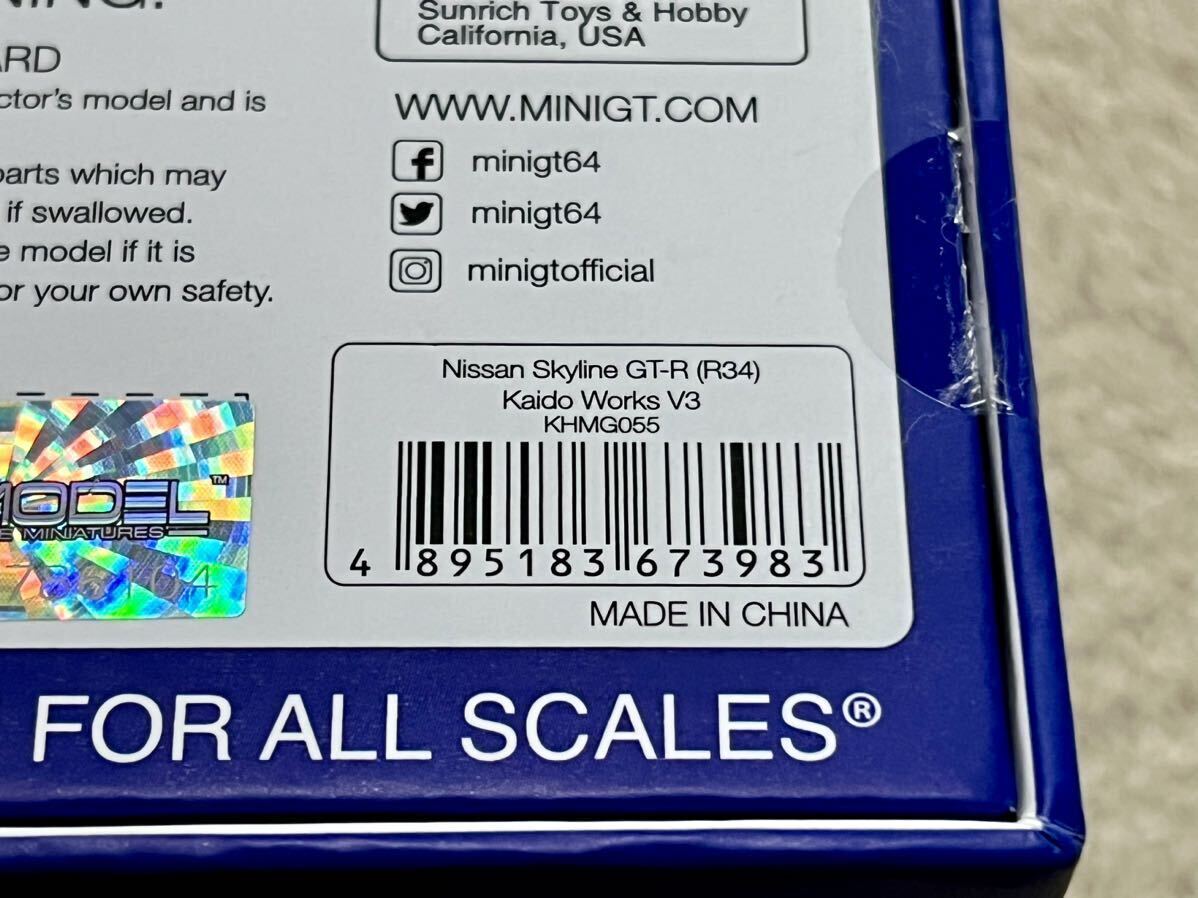 ARD
ctor's model and is
parts which may
if swallowed.
e model if it is
or your own safety.
Sunrich Toys & Hobby
California, USA
WWW.MINIGT.COM
minigt64
minigt64
minigtofficial
Nissan Skyline GT-R (R34)
Kaido Works V3
KHMG055
4 895183 673983
MADE IN CHINA
MODEL™
E MINIATURES
FOR ALL SCALES®